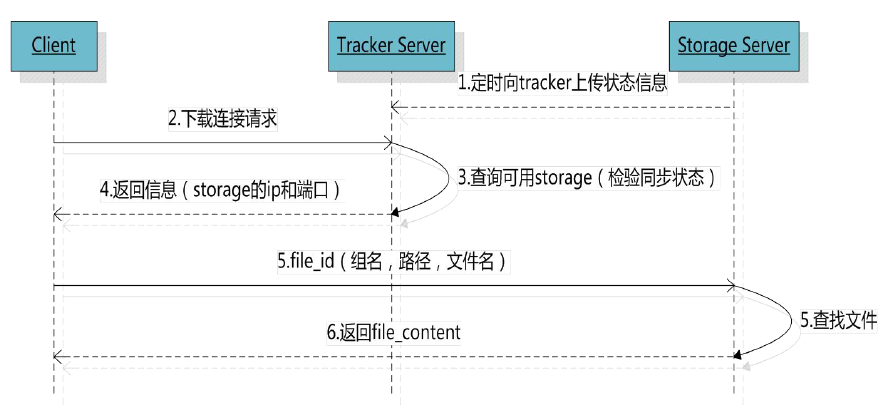 Client
Tracker Server
Storage Server
1.定时向tracker上传状态信息
2.下载连接请求
3.查询可用storage（检验同步状态）
4.返回信息（storage的ip和端口）
5.file_id（组名，路径，文件名）
5.查找文件
6.返回file_content